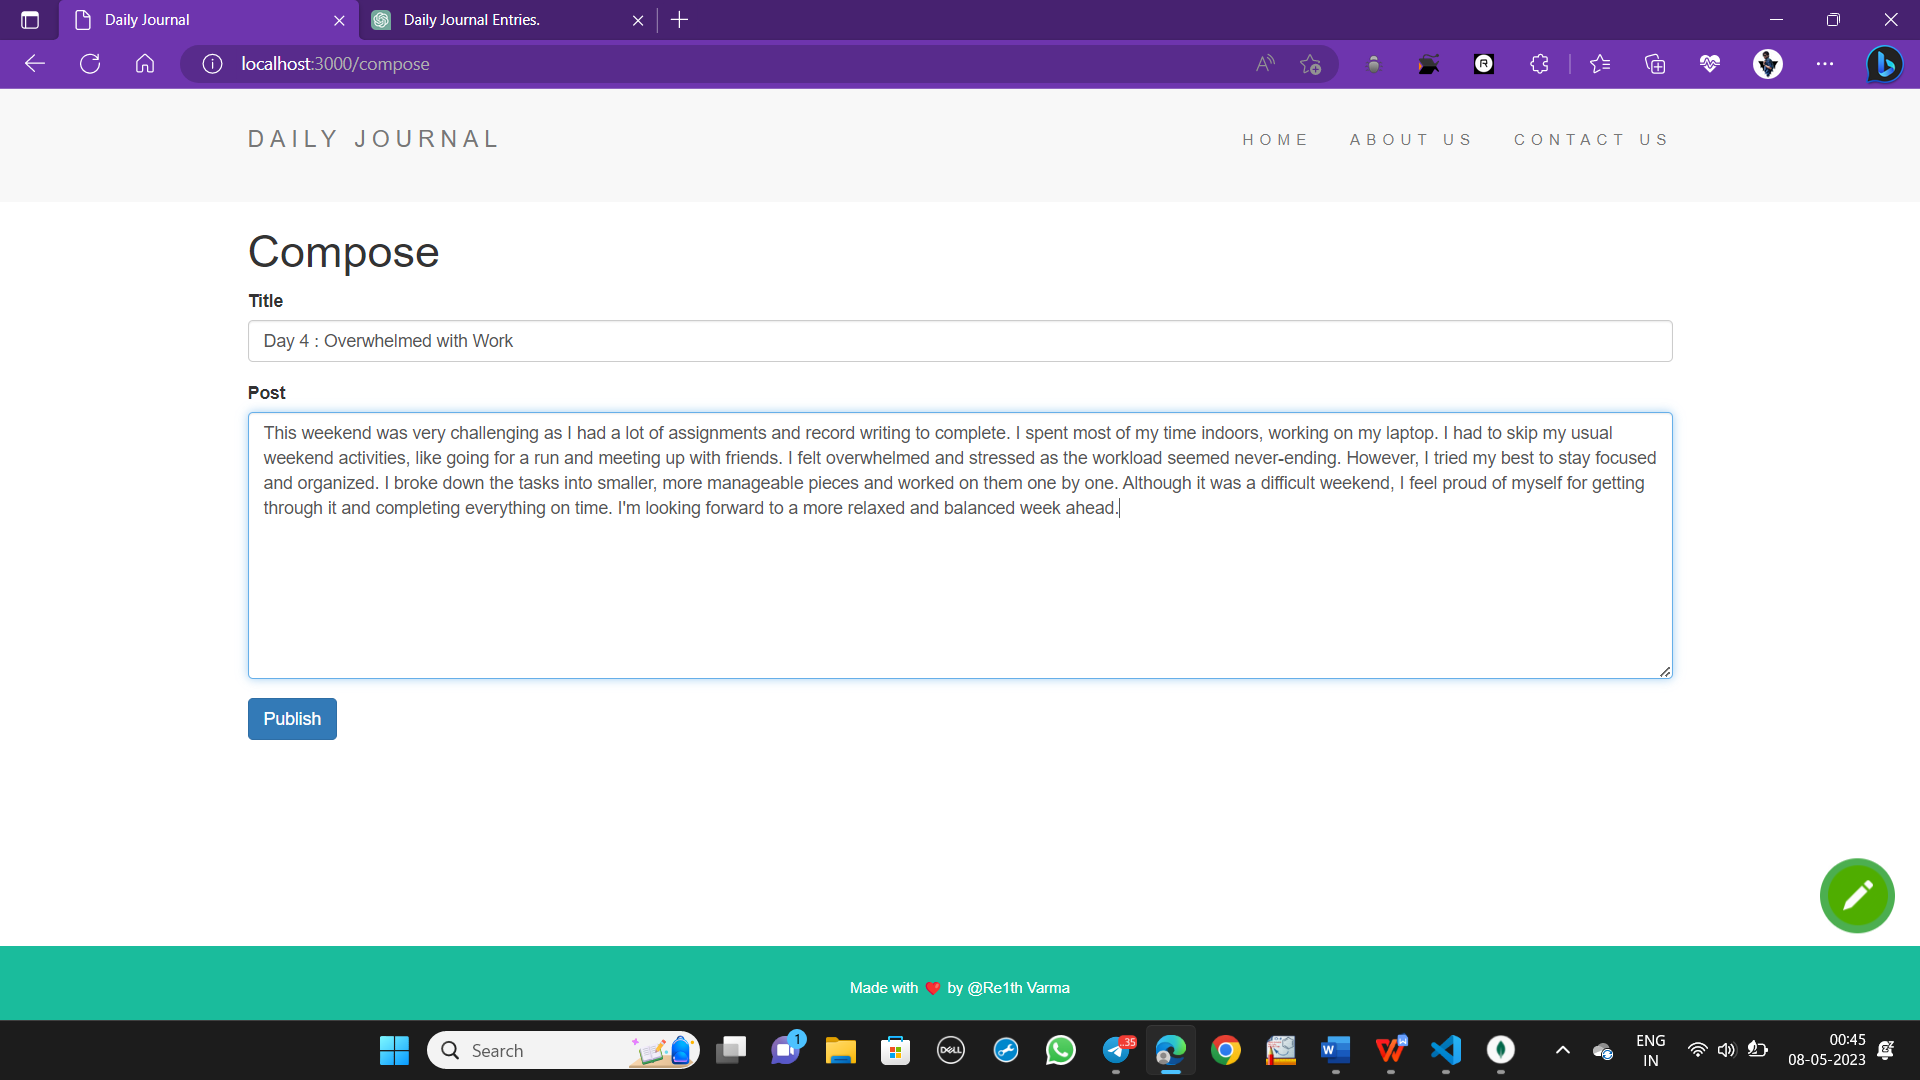 Daily Journal
Daily Journal Entries.
localhost:3000/compose
DAILY JOURNAL
HOME ABOUT US CONTACT US
Compose
Title
Day 4 : Overwhelmed with Work
Post
This weekend was very challenging as I had a lot of assignments and record writing to complete. I spent most of my time indoors, working on my laptop. I had to skip my usual
weekend activities, like going for a run and meeting up with friends. I felt overwhelmed and stressed as the workload seemed never-ending. However, I tried my best to stay focused
and organized. I broke down the tasks into smaller, more manageable pieces and worked on them one by one. Although it was a difficult weekend, I feel proud of myself for getting
through it and completing everything on time. I'm looking forward to a more relaxed and balanced week ahead.
Publish
Made with ❤️ by @Re1th Varma
Search
1
DELL
..35
ENG
IN
00:45
08-05-2023